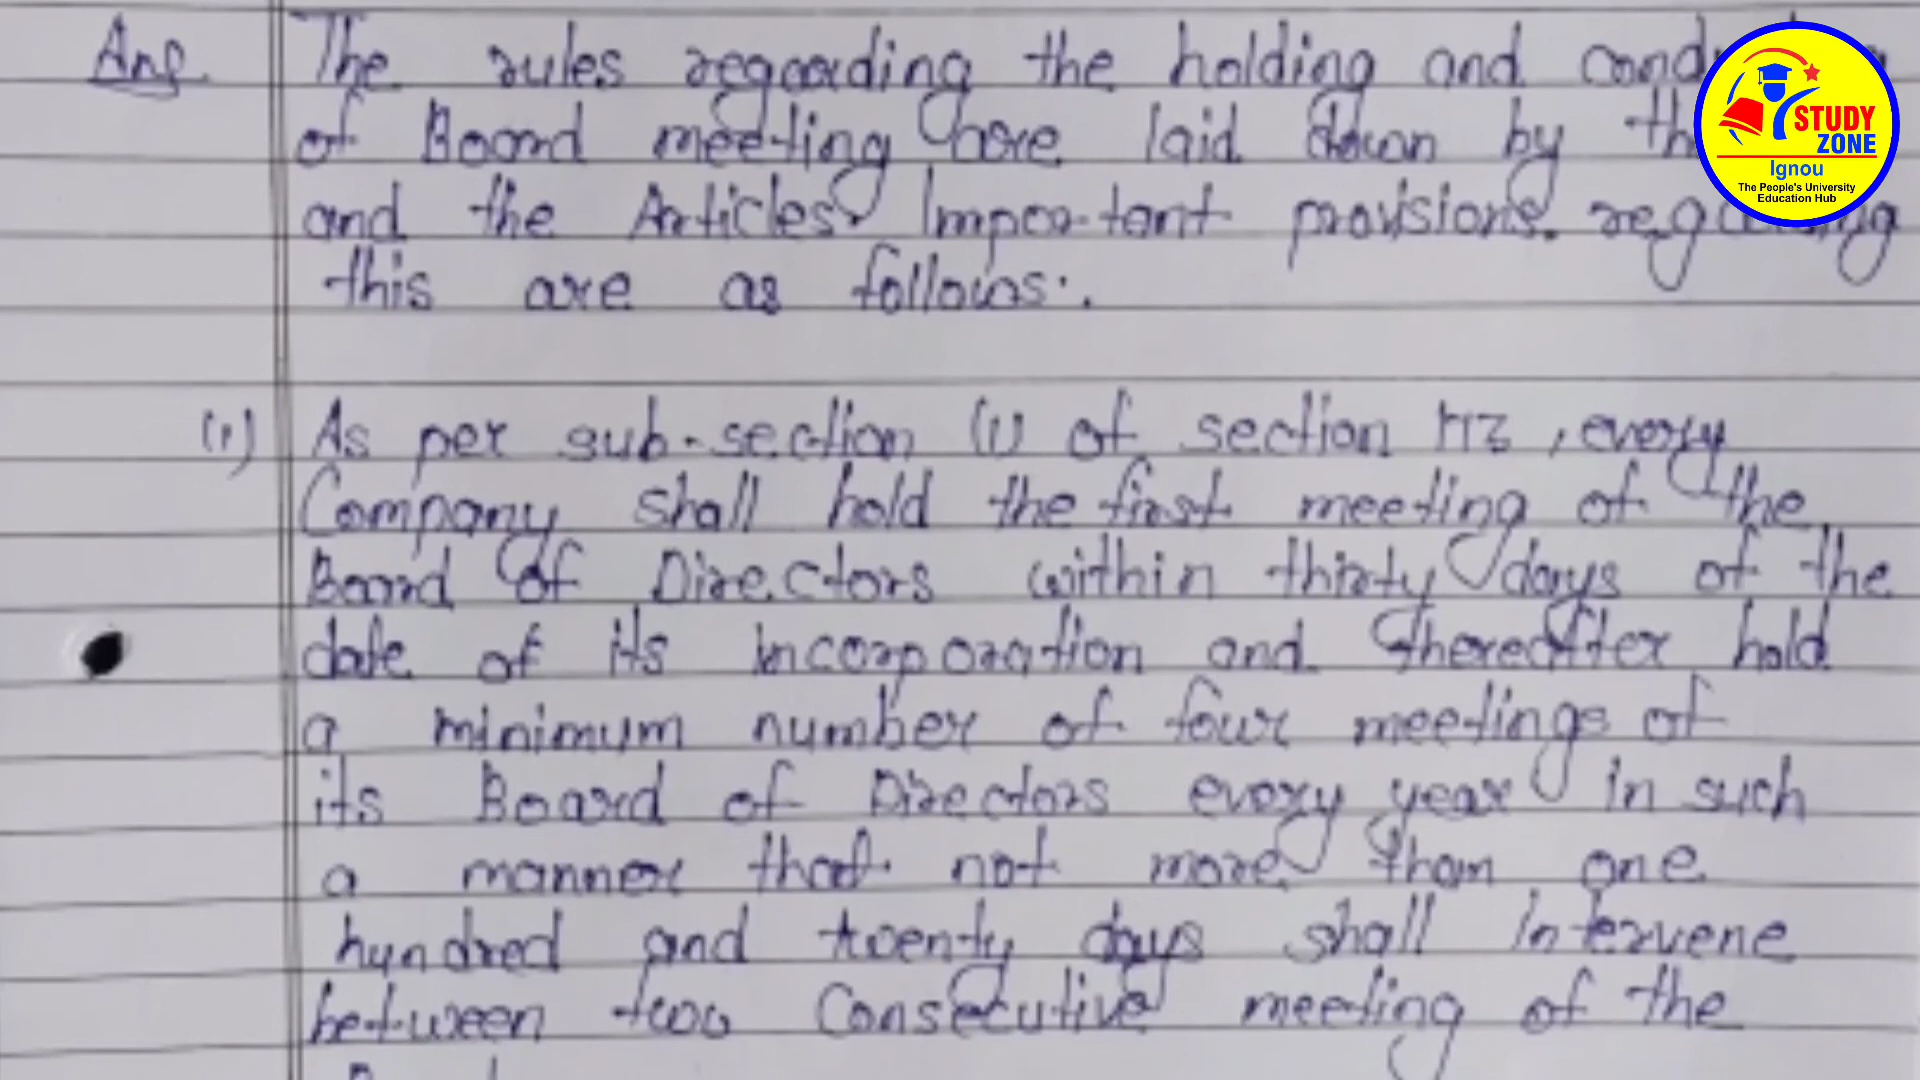 Ans. The rules regarding the holding and
of Board meeting have laid down by
and the Articles. Important provisions. regarding
this are as follows:.
(1) As per sub-section (1) of section 173, every
Company shall hold the first meeting of the
Board of Directors within thirty days of the
date of its incorporation and thereafter hold
a minimum number of four meetings of
its Board of Directors every year in such
a manner that not more than one
hundred and twenty days shall intervene
between two Consecutive meeting of the
STUDY
ZONE
Ignou
The People's University
Education Hub